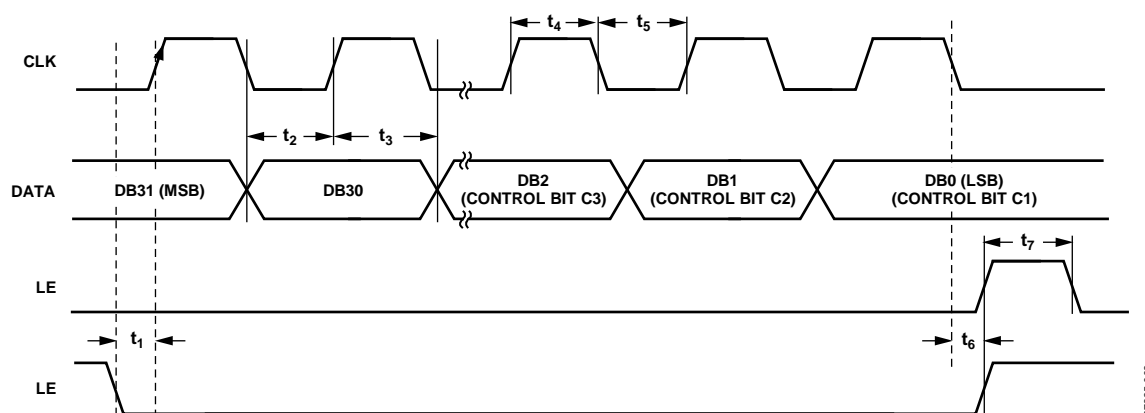 t4
t5
CLK
t2
t3
DATA
DB31 (MSB)
DB30
DB2
(CONTROL BIT C3)
DB1
(CONTROL BIT C2)
DB0 (LSB)
(CONTROL BIT C1)
t7
LE
t1
t6
LE